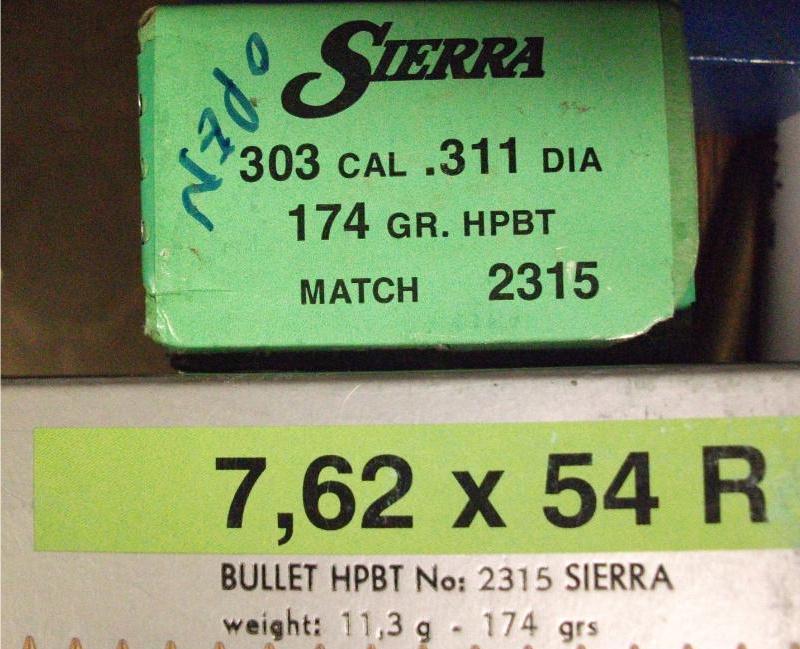 SIERRA
OPEN
303 CAL .311 DIA
174 GR. HPBT
MATCH 2315
7,62 x 54 R
BULLET HPBT No: 2315 SIERRA
weight: 11,3 g - 174 grs